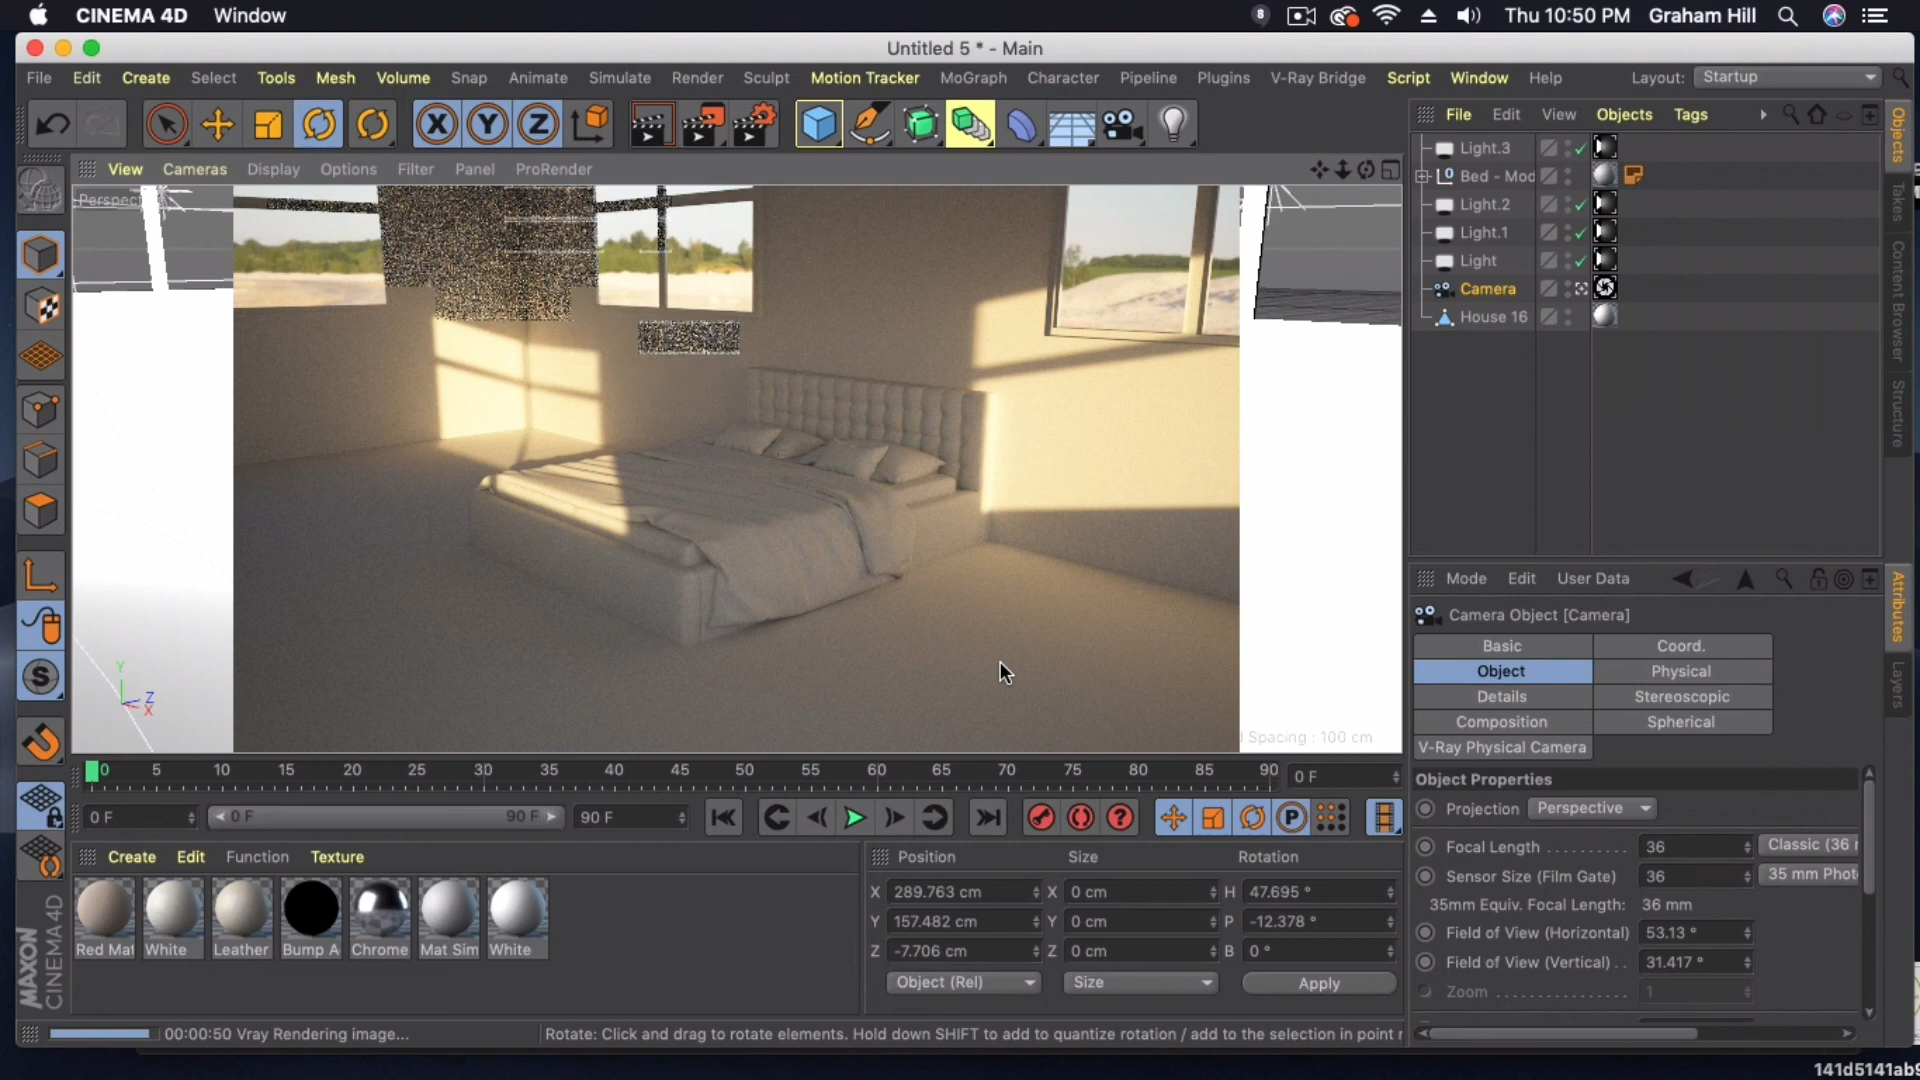 CINEMA 4D Window
8 Thu 10:50 PM Graham Hill
Untitled 5 * - Main
File Edit Create Select Tools Mesh Volume Snap Animate Simulate Render Sculpt Motion Tracker MoGraph Character Pipeline Plugins V-Ray Bridge Script Window Help Layout: Startup
X Y Z
File Edit View Objects Tags
View Cameras Display Options Filter Panel ProRender
Perspect
Light.3
Bed - Mod
Light.2
Light.1
Light
Camera
House 16
Objects
Takes
Content Browser
Structure
Spacing : 100 cm
Y
Z
X
Mode Edit User Data
Camera Object [Camera]
Basic Coord.
Object Physical
Details Stereoscopic
Composition Spherical
V-Ray Physical Camera
Object Properties
Projection Perspective
Focal Length 36 Classic (36
Sensor Size (Film Gate) 36 35 mm Phot
35mm Equiv. Focal Length: 36 mm
Field of View (Horizontal) 53.13 °
Field of View (Vertical) . . 31.417 °
Zoom 1
Attributes
Layers
0 5 10 15 20 25 30 35 40 45 50 55 60 65 70 75 80 85 90 0 F
0 F 0 F 90 F 90 F
Create Edit Function Texture
Red Mat White Leather Bump A Chrome Mat Sim White
Position Size Rotation
X 289.763 cm X 0 cm H 47.695 °
Y 157.482 cm Y 0 cm P -12.378 °
Z -7.706 cm Z 0 cm B 0 °
Object (Rel) Size Apply
MAXON
CINEMA 4D
00:00:50 Vray Rendering image...
Rotate: Click and drag to rotate elements. Hold down SHIFT to add to quantize rotation / add to the selection in point
141d5141ab9